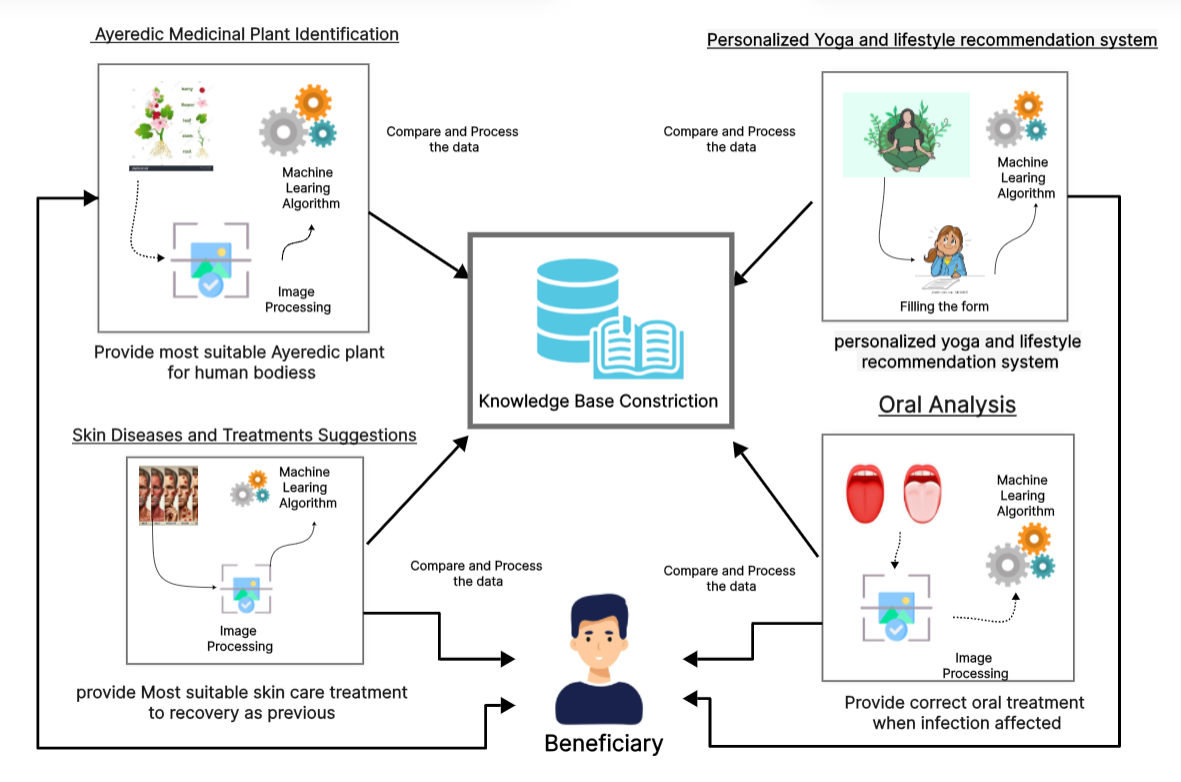 Ayeredic Medicinal Plant Identification
Personalized Yoga and lifestyle recommendation system
Machine
Learing
Algorithm
Image
Processing
Compare and Process
the data
Compare and Process
the data
Machine
Learing
Algorithm
Filling the form
Provide most suitable Ayeredic plant
for human bodiess
Knowledge Base Constriction
personalized yoga and lifestyle
recommendation system
Skin Diseases and Treatments Suggestions
Oral Analysis
Machine
Learing
Algorithm
Image
Processing
Compare and Process
the data
Compare and Process
the data
Machine
Learing
Algorithm
Image
Processing
provide Most suitable skin care treatment
to recovery as previous
Beneficiary
Provide correct oral treatment
when infection affected